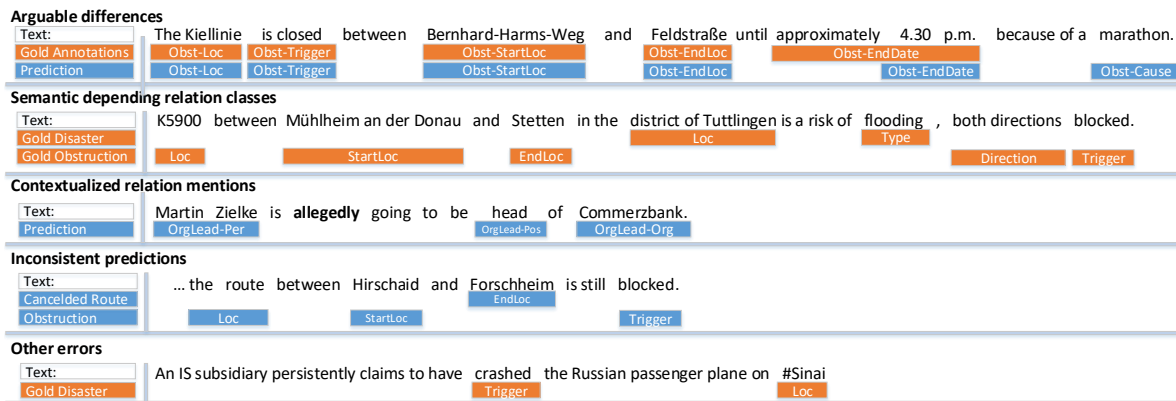 Arguable differences
Text: The Kiellinie is closed between Bernhard-Harms-Weg and Feldstraße until approximately 4.30 p.m. because of a marathon.
Gold Annotations Obst-Loc Obst-Trigger Obst-StartLoc Obst-EndLoc Obst-EndDate
Prediction Obst-Loc Obst-Trigger Obst-StartLoc Obst-EndLoc Obst-EndDate Obst-Cause
Semantic depending relation classes
Text: K5900 between Mühlheim an der Donau and Stetten in the district of Tuttlingen is a risk of flooding , both directions blocked.
Gold Disaster Loc Type
Gold Obstruction Loc StartLoc EndLoc Direction Trigger
Contextualized relation mentions
Text: Martin Zielke is allegedly going to be head of Commerzbank.
Prediction OrgLead-Per OrgLead-Pos OrgLead-Org
Inconsistent predictions
Text: ... the route between Hirschaid and Forschheim is still blocked.
Cancelded Route EndLoc
Obstruction Loc StartLoc Trigger
Other errors
Text: An IS subsidiary persistently claims to have crashed the Russian passenger plane on #Sinai
Gold Disaster Trigger Loc